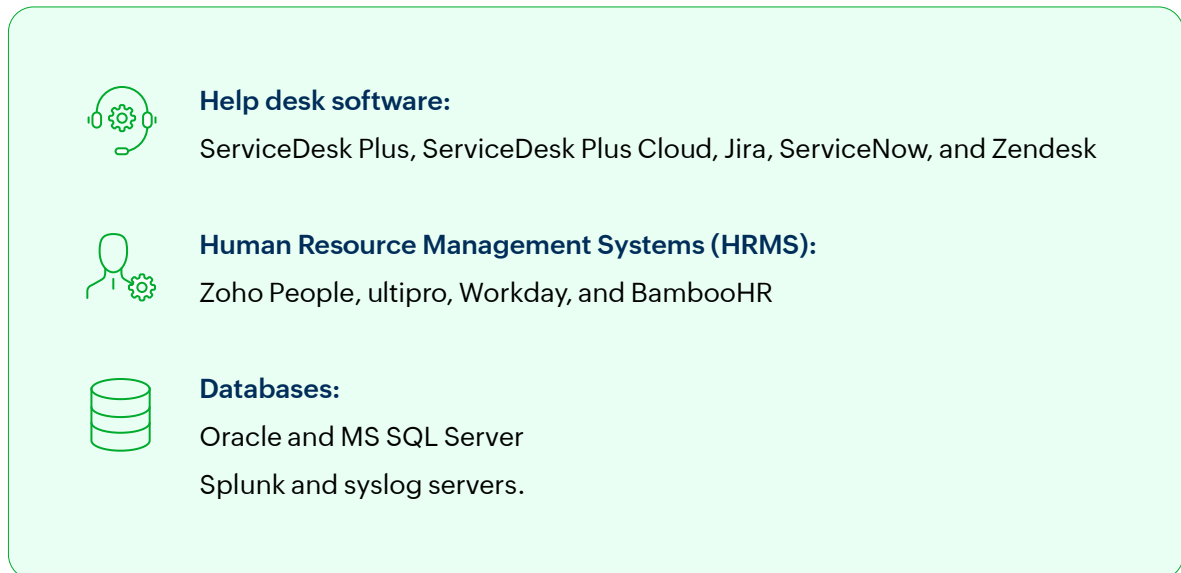 Help desk software:
ServiceDesk Plus, ServiceDesk Plus Cloud, Jira, ServiceNow, and Zendesk
Human Resource Management Systems (HRMS):
Zoho People, ultipro, Workday, and BambooHR
Databases:
Oracle and MS SQL Server
Splunk and syslog servers.